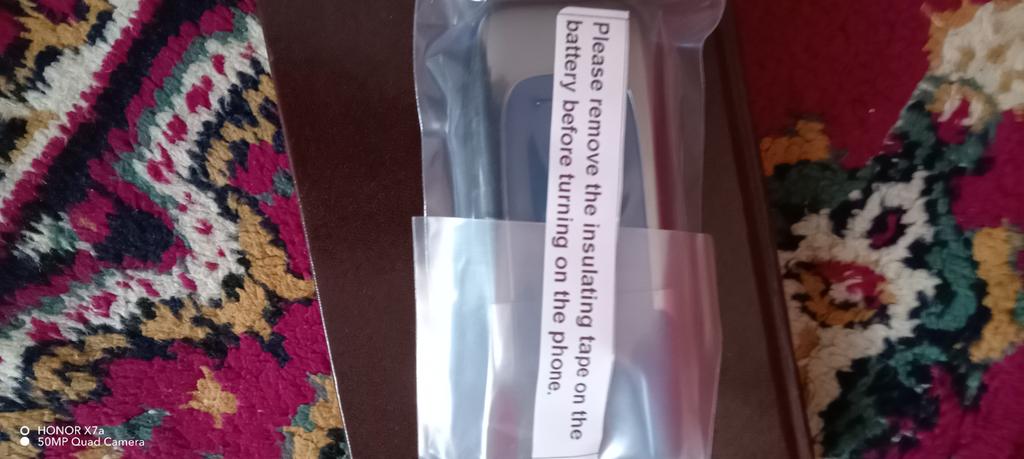 Please remove the insulating tape on the
battery before turning on the phone.
HONOR X7a
50MP Quad Camera